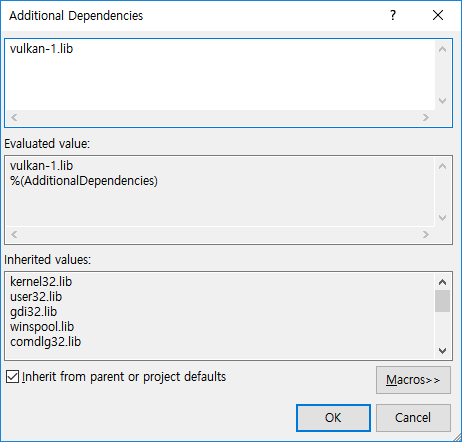 Additional Dependencies
?
vulkan-1.lib
Evaluated value:
vulkan-1.lib
%(AdditionalDependencies)
Inherited values:
kernel32.lib
user32.lib
gdi32.lib
winspool.lib
comdlg32.lib
Inherit from parent or project defaults
Macros>>
OK
Cancel